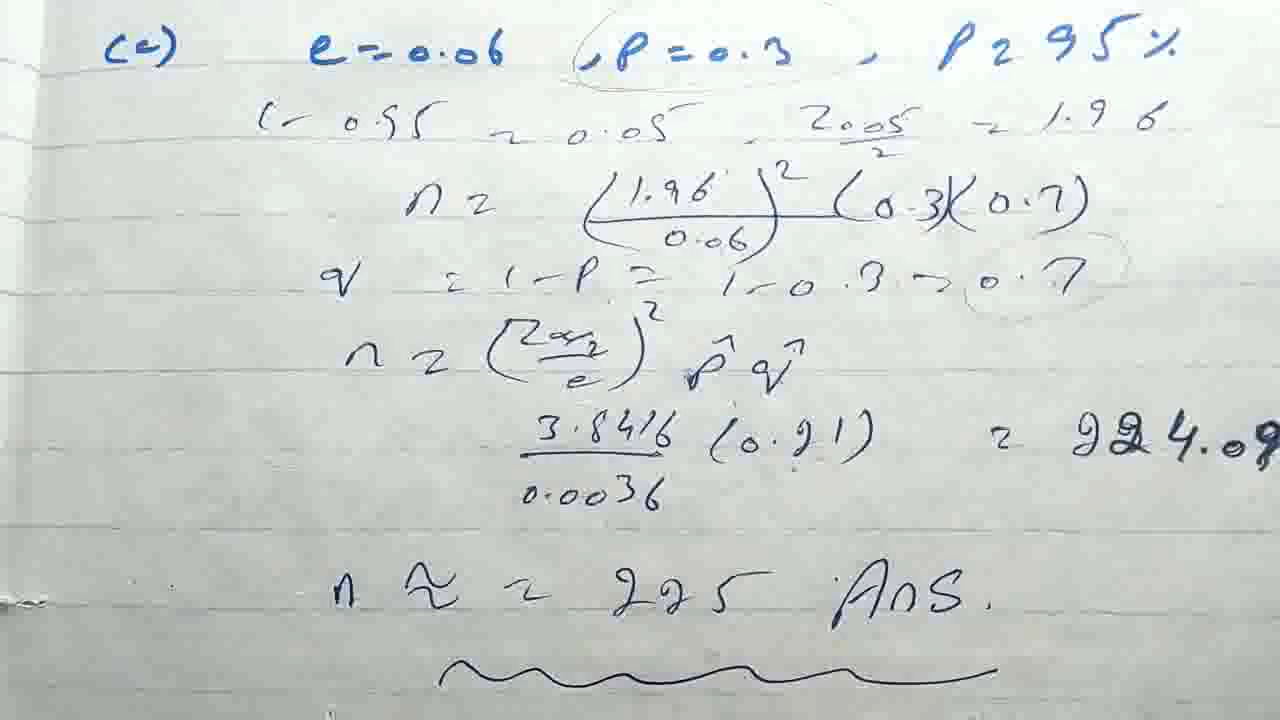 (c) e = 0.06 , p = 0.3 , P = 95%
1 - 0.95 = 0.05 . Z0.05/2 = 1.96
n = (1.96/0.06)² (0.3)(0.7)
q = 1 - P = 1 - 0.3 = 0.7
n = (Zα/2/e)² p̂ q̂
3.8416/0.0036 (0.21) = 224.09
n ≈ = 225 Ans.